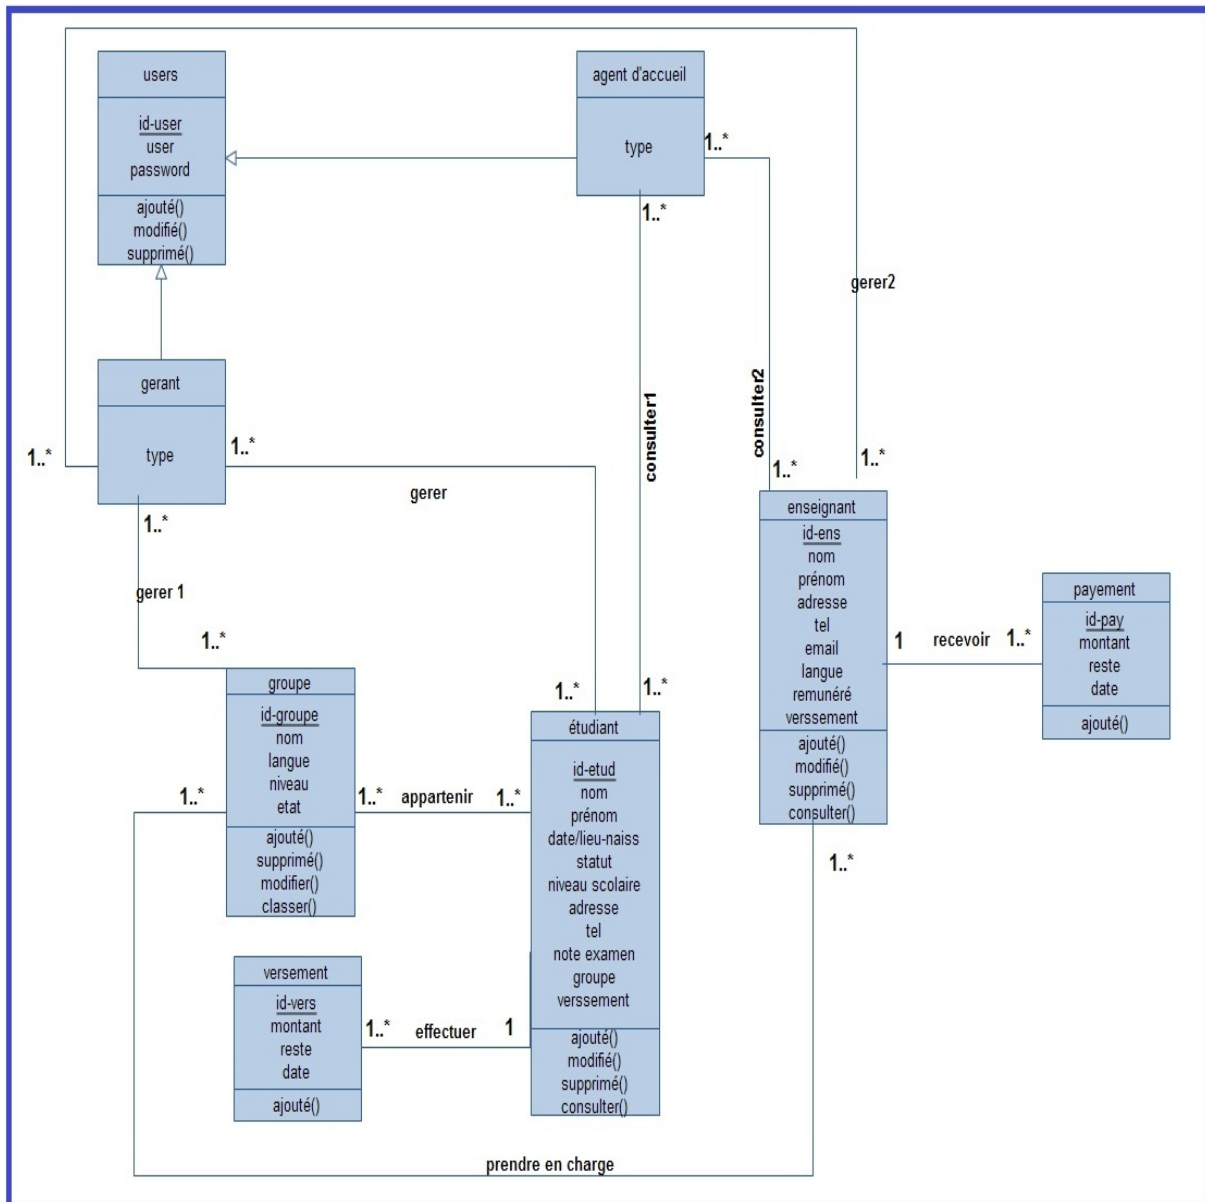 users
id-user
user
password
ajouté()
modifié()
supprimé()
agent d'accueil
type
1..*
1..*
gerer2
gerant
type
1..*
1..*
1..*
gerer
consulter1
consulter2
1..*
1..*
gerer 1
1..*
enseignant
id-ens
nom
prénom
adresse
tel
email
langue
remunéré
verssement
ajouté()
modifié()
supprimé()
consulter()
1
recevoir
1..*
payement
id-pay
montant
reste
date
ajouté()
groupe
id-groupe
nom
langue
niveau
etat
ajouté()
supprimé()
modifier()
classer()
1..*
1..*
appartenir
1..*
1..*
1..*
étudiant
id-etud
nom
prénom
date/lieu-naiss
statut
niveau scolaire
adresse
tel
note examen
groupe
verssement
ajouté()
modifié()
supprimé()
consulter()
1..*
versement
id-vers
montant
reste
date
ajouté()
1..*
effectuer
1
prendre en charge